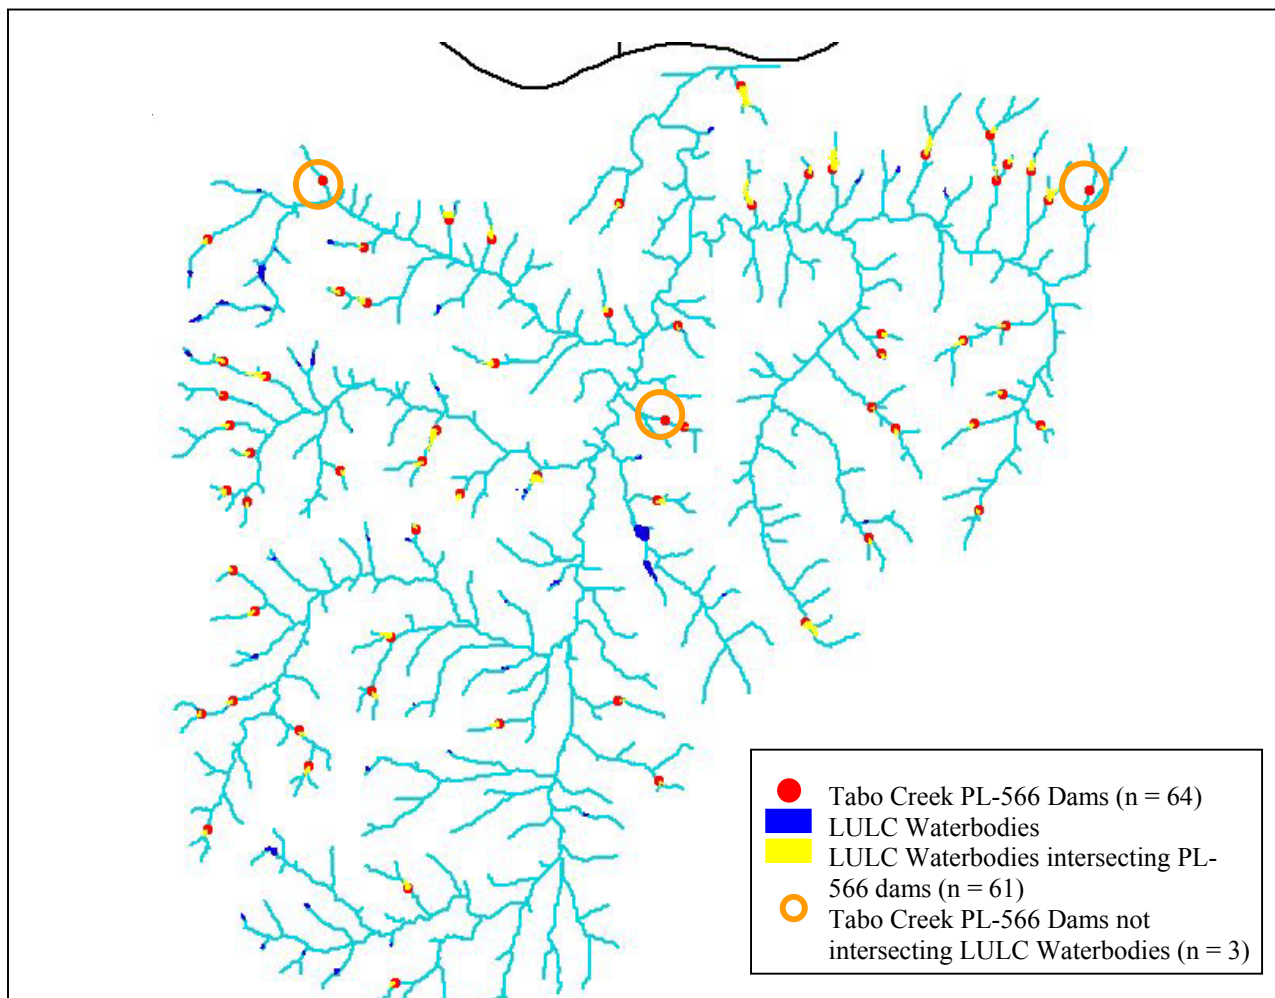 Tabo Creek PL-566 Dams (n = 64)
LULC Waterbodies
LULC Waterbodies intersecting PL-
566 dams (n = 61)
Tabo Creek PL-566 Dams not
intersecting LULC Waterbodies (n = 3)